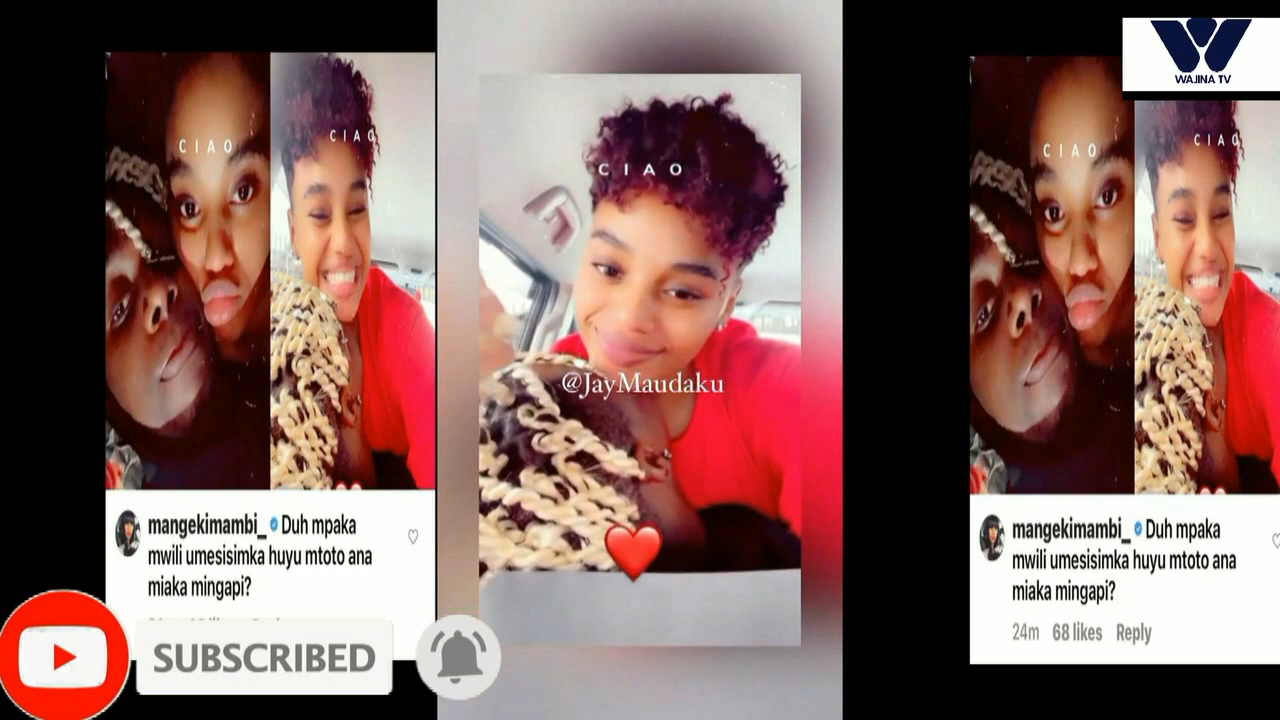 WAJINA TV
CIAO
CIAO
mangekimambi_ Duh mpaka
mwili umesisimka huyu mtoto ana
miaka mingapi?
SUBSCRIBED
CIAO
@JayMaudaku
CIAO
CIAO
mangekimambi_ Duh mpaka
mwili umesisimka huyu mtoto ana
miaka mingapi?
24m 68 likes Reply